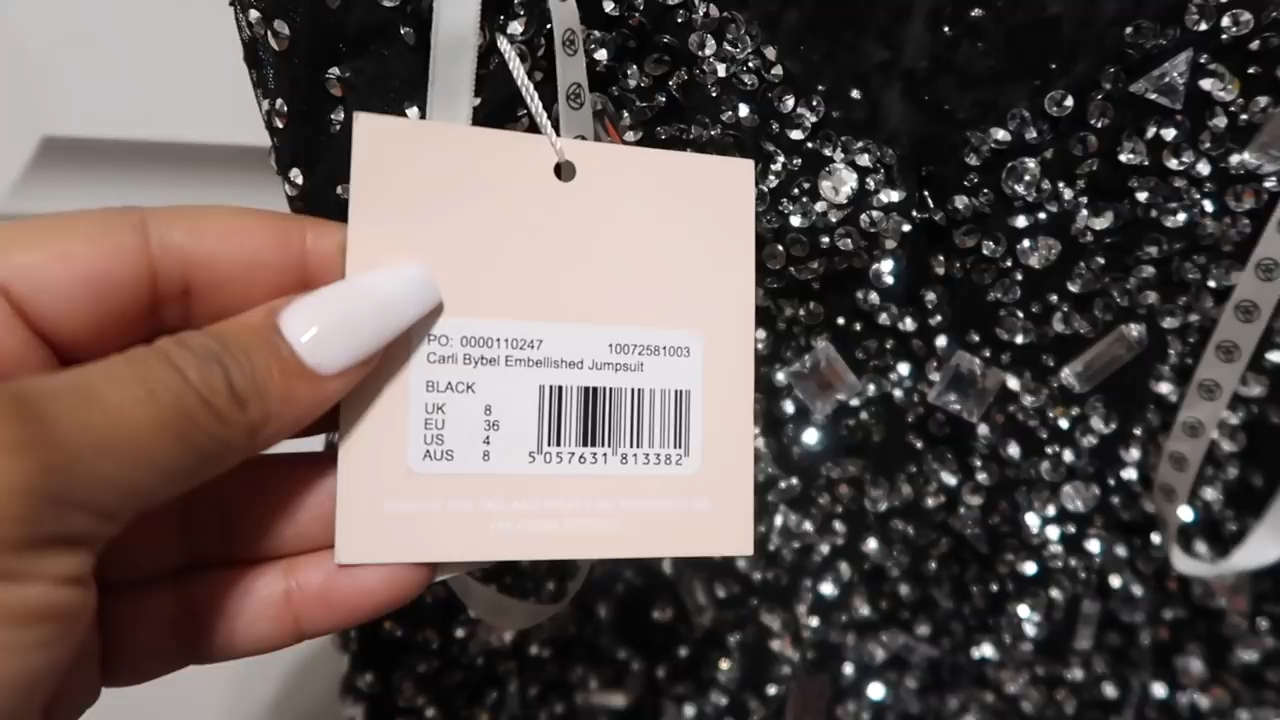 PO: 0000110247 10072581003
Carli Bybel Embellished Jumpsuit
BLACK
UK 8
EU 36
US 4
AUS 8
5 057631 813382